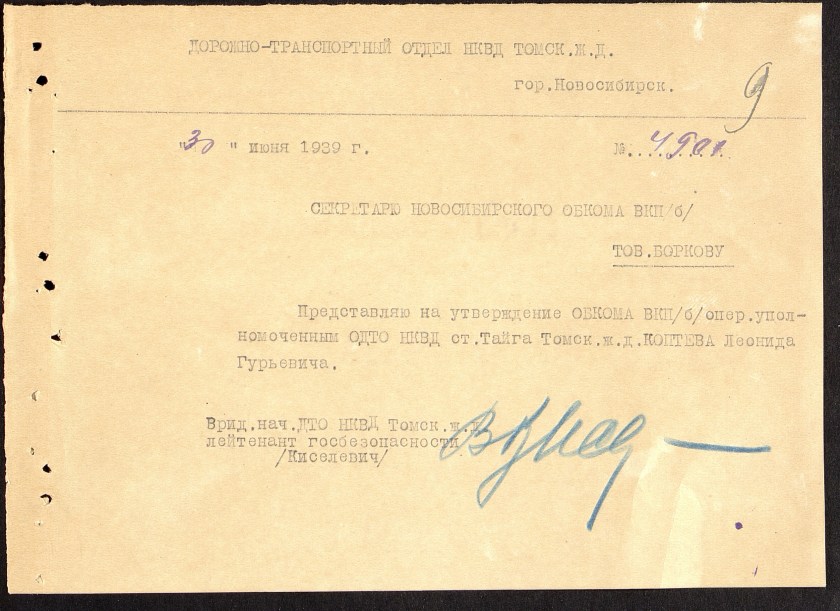 ДОРОЖНО-ТРАНСПОРТНЫЙ ОТДЕЛ НКВД ТОМСК.Ж.Д.
гор.Новосибирск.
9
"30" июня 1939 г. №.
СЕКРЕТАРЮ НОВОСИБИРСКОГО ОБКОМА ВКП/б/
ТОВ.БОРКОВУ
Представляю на утверждение ОБКОМА ВКП/б/опер.упол-
номоченным ОДТО НКВД ст.Тайга Томск.ж.д.КОПТЕВА Леонида
Гурьевича.
Врид.нач.ДТО НКВД Томск.ж.д.
лейтенант госбезопасности
/Киселевич/